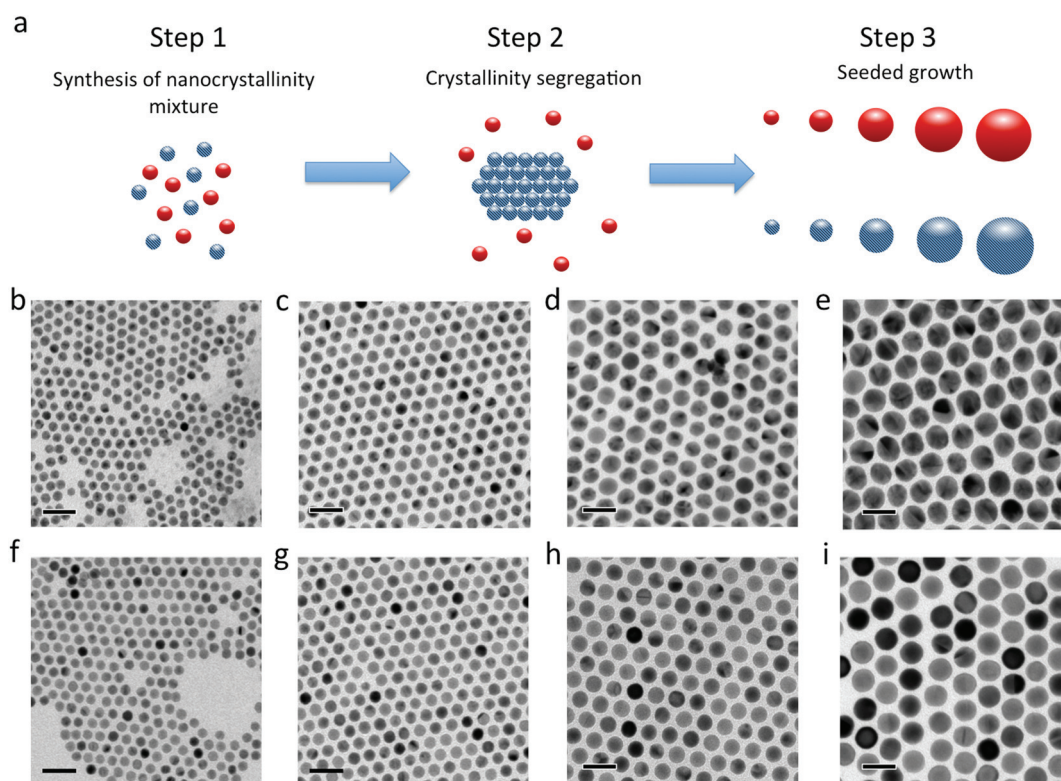 a
Step 1
Step 2
Step 3
Synthesis of nanocrystallinity
mixture
Crystallinity segregation
Seeded growth
b
c
d
e
f
g
h
i